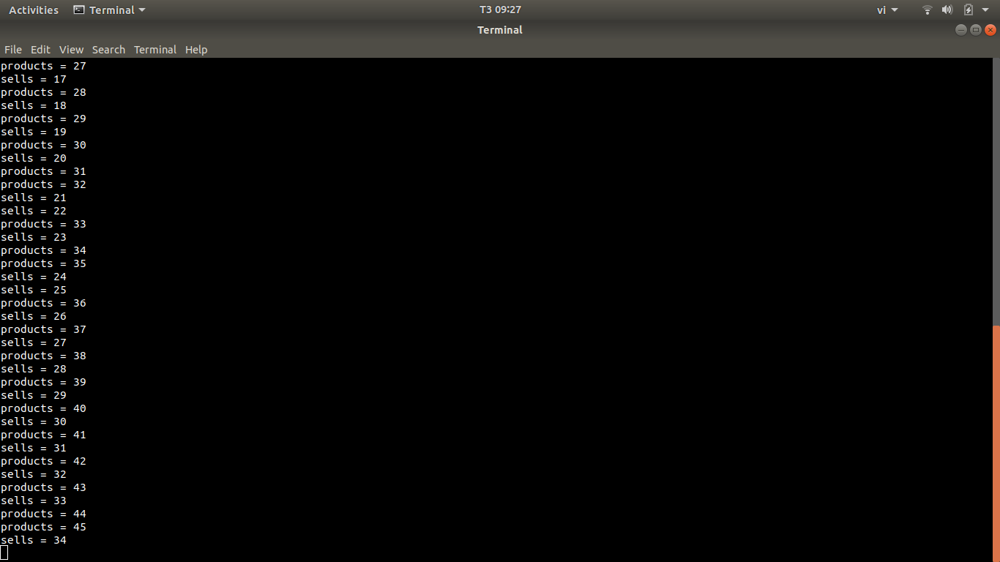 Activities Terminal T3 09:27 vi
Terminal
File Edit View Search Terminal Help
products = 27
sells = 17
products = 28
sells = 18
products = 29
sells = 19
products = 30
sells = 20
products = 31
products = 32
sells = 21
sells = 22
products = 33
sells = 23
products = 34
products = 35
sells = 24
sells = 25
products = 36
sells = 26
products = 37
sells = 27
products = 38
sells = 28
products = 39
sells = 29
products = 40
sells = 30
products = 41
sells = 31
products = 42
sells = 32
products = 43
sells = 33
products = 44
products = 45
sells = 34